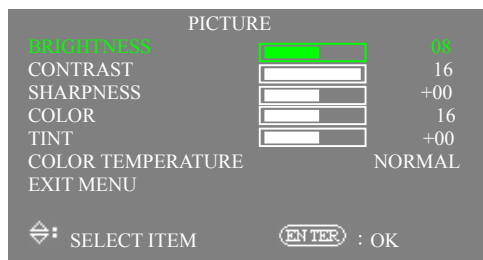 PICTURE
BRIGHTNESS 08
CONTRAST 16
SHARPNESS +00
COLOR 16
TINT +00
COLOR TEMPERATURE NORMAL
EXIT MENU
: SELECT ITEM ENTER : OK